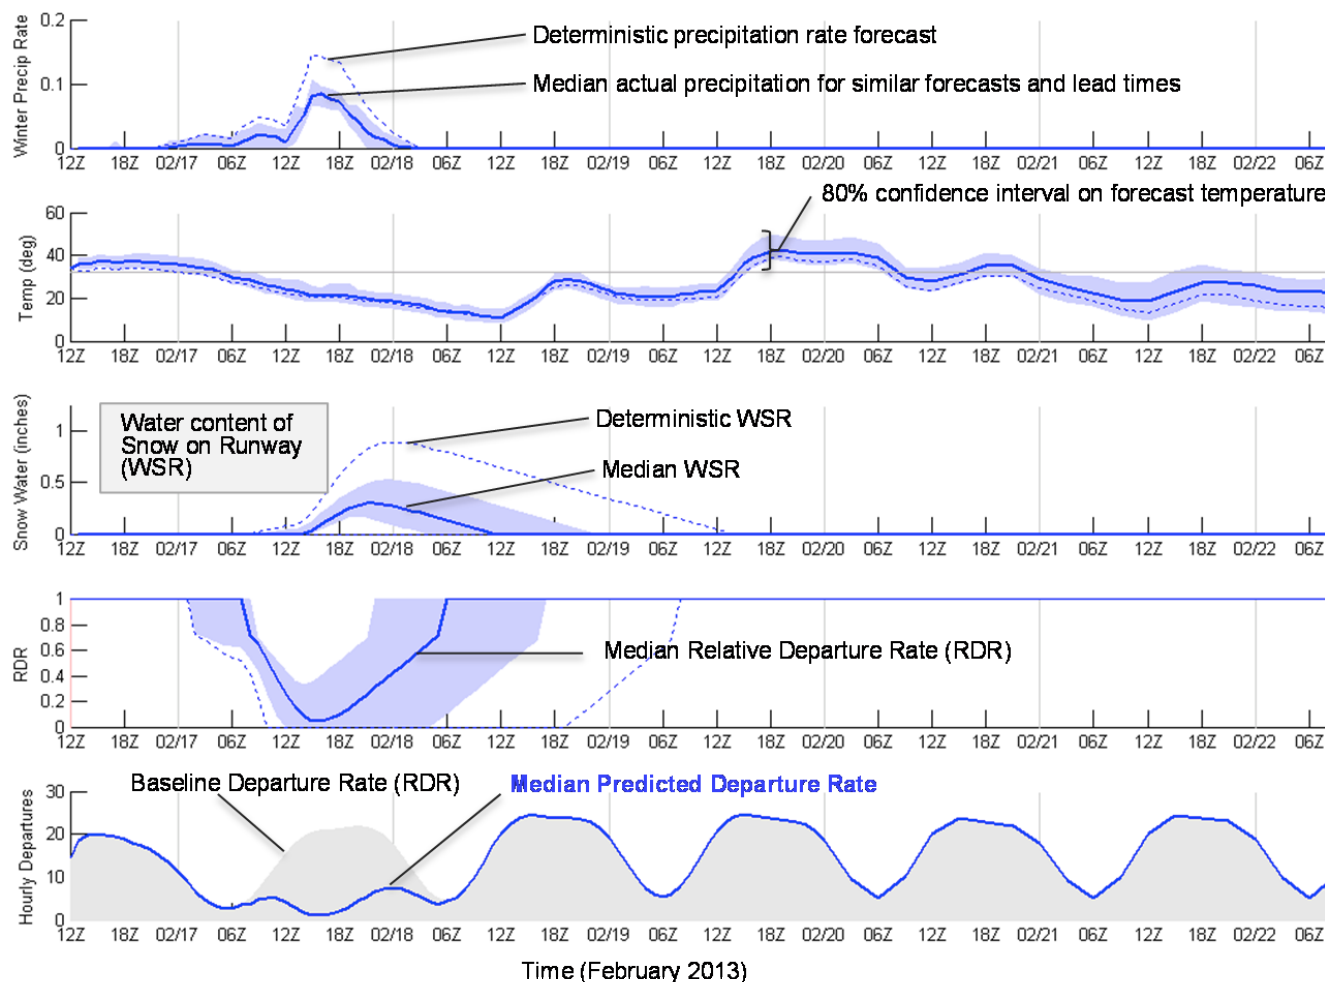 Winter Precip Rate
0.2
0.1
0
Deterministic precipitation rate forecast
Median actual precipitation for similar forecasts and lead times
12Z 18Z 02/17 06Z 12Z 18Z 02/18 06Z 12Z 18Z 02/19 06Z 12Z 18Z 02/20 06Z 12Z 18Z 02/21 06Z 12Z 18Z 02/22 06Z
80% confidence interval on forecast temperature
Temp (deg)
60
40
20
0
12Z 18Z 02/17 06Z 12Z 18Z 02/18 06Z 12Z 18Z 02/19 06Z 12Z 18Z 02/20 06Z 12Z 18Z 02/21 06Z 12Z 18Z 02/22 06Z
Snow Water (inches)
1
0.5
0
Water content of
Snow on Runway
(WSR)
Deterministic WSR
Median WSR
12Z 18Z 02/17 06Z 12Z 18Z 02/18 06Z 12Z 18Z 02/19 06Z 12Z 18Z 02/20 06Z 12Z 18Z 02/21 06Z 12Z 18Z 02/22 06Z
RDR
1
0.8
0.6
0.4
0.2
0
Median Relative Departure Rate (RDR)
12Z 18Z 02/17 06Z 12Z 18Z 02/18 06Z 12Z 18Z 02/19 06Z 12Z 18Z 02/20 06Z 12Z 18Z 02/21 06Z 12Z 18Z 02/22 06Z
Baseline Departure Rate (RDR)
Median Predicted Departure Rate
Hourly Departures
30
20
10
0
12Z 18Z 02/17 06Z 12Z 18Z 02/18 06Z 12Z 18Z 02/19 06Z 12Z 18Z 02/20 06Z 12Z 18Z 02/21 06Z 12Z 18Z 02/22 06Z
Time (February 2013)